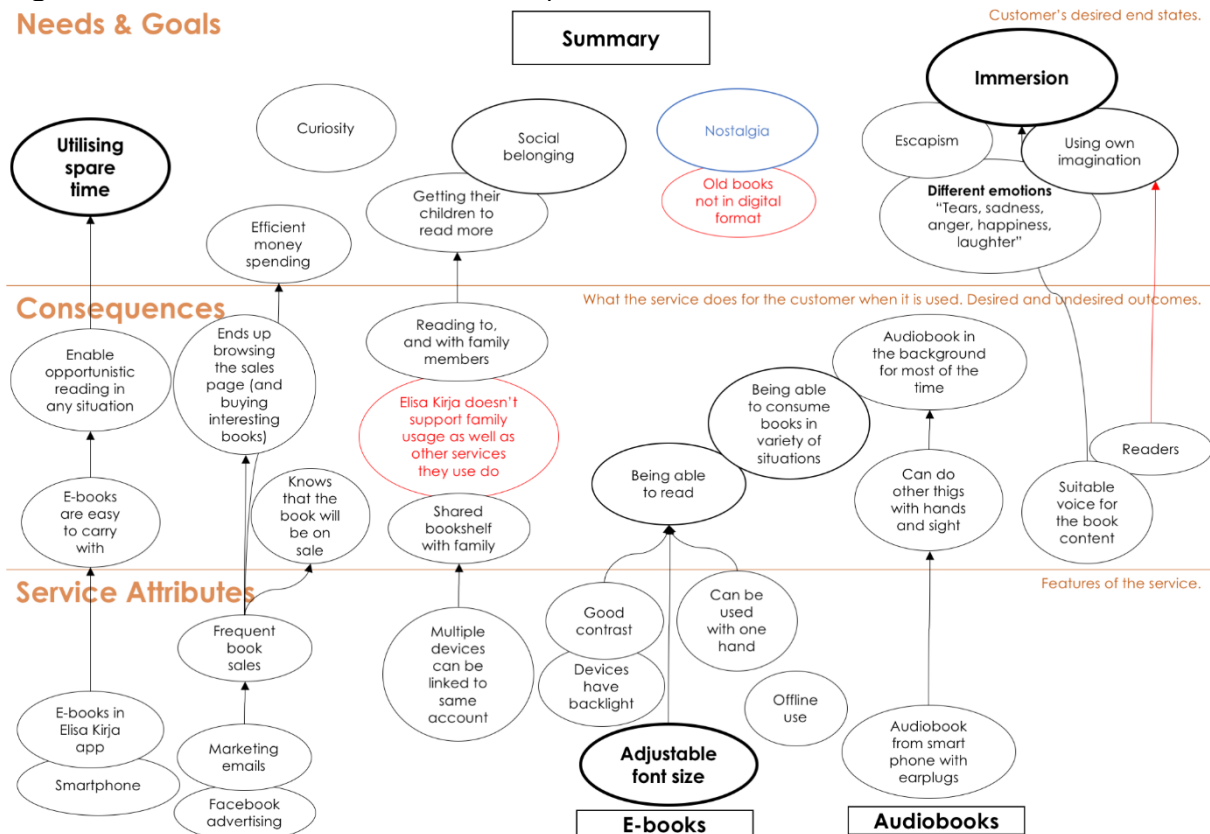 Needs & Goals
Customer's desired end states.
Summary
Immersion
Curiosity
Social
belonging
Nostalgia
Escapism
Using own
imagination
Utilising
spare
time
Old books
not in digital
format
Getting their
children to
read more
Different emotions
"Tears, sadness,
anger, happiness,
laughter"
Efficient
money
spending
Consequences
What the service does for the customer when it is used. Desired and undesired outcomes.
Enable
opportunistic
reading in
any situation
Ends up
browsing
the sales
page (and
buying
interesting
books)
Reading to,
and with family
members
Audiobook in
the background
for most of the
time
Elisa Kirja doesn't
support family
usage as well as
other services
they use do
Being able
to consume
books in
variety of
situations
Readers
E-books
are easy
to carry
with
Knows
that the
book will
be on
sale
Shared
bookshelf
with family
Being able
to read
Can do
other thigs
with hands
and sight
Suitable
voice for
the book
content
Service Attributes
Features of the service.
Frequent
book
sales
Multiple
devices
can be
linked to
same
account
Good
contrast
Can be
used
with one
hand
Devices
have
backlight
Offline
use
E-books in
Elisa Kirja
app
Smartphone
Marketing
emails
Facebook
advertising
Adjustable
font size
Audiobook
from smart
phone with
earplugs
E-books
Audiobooks